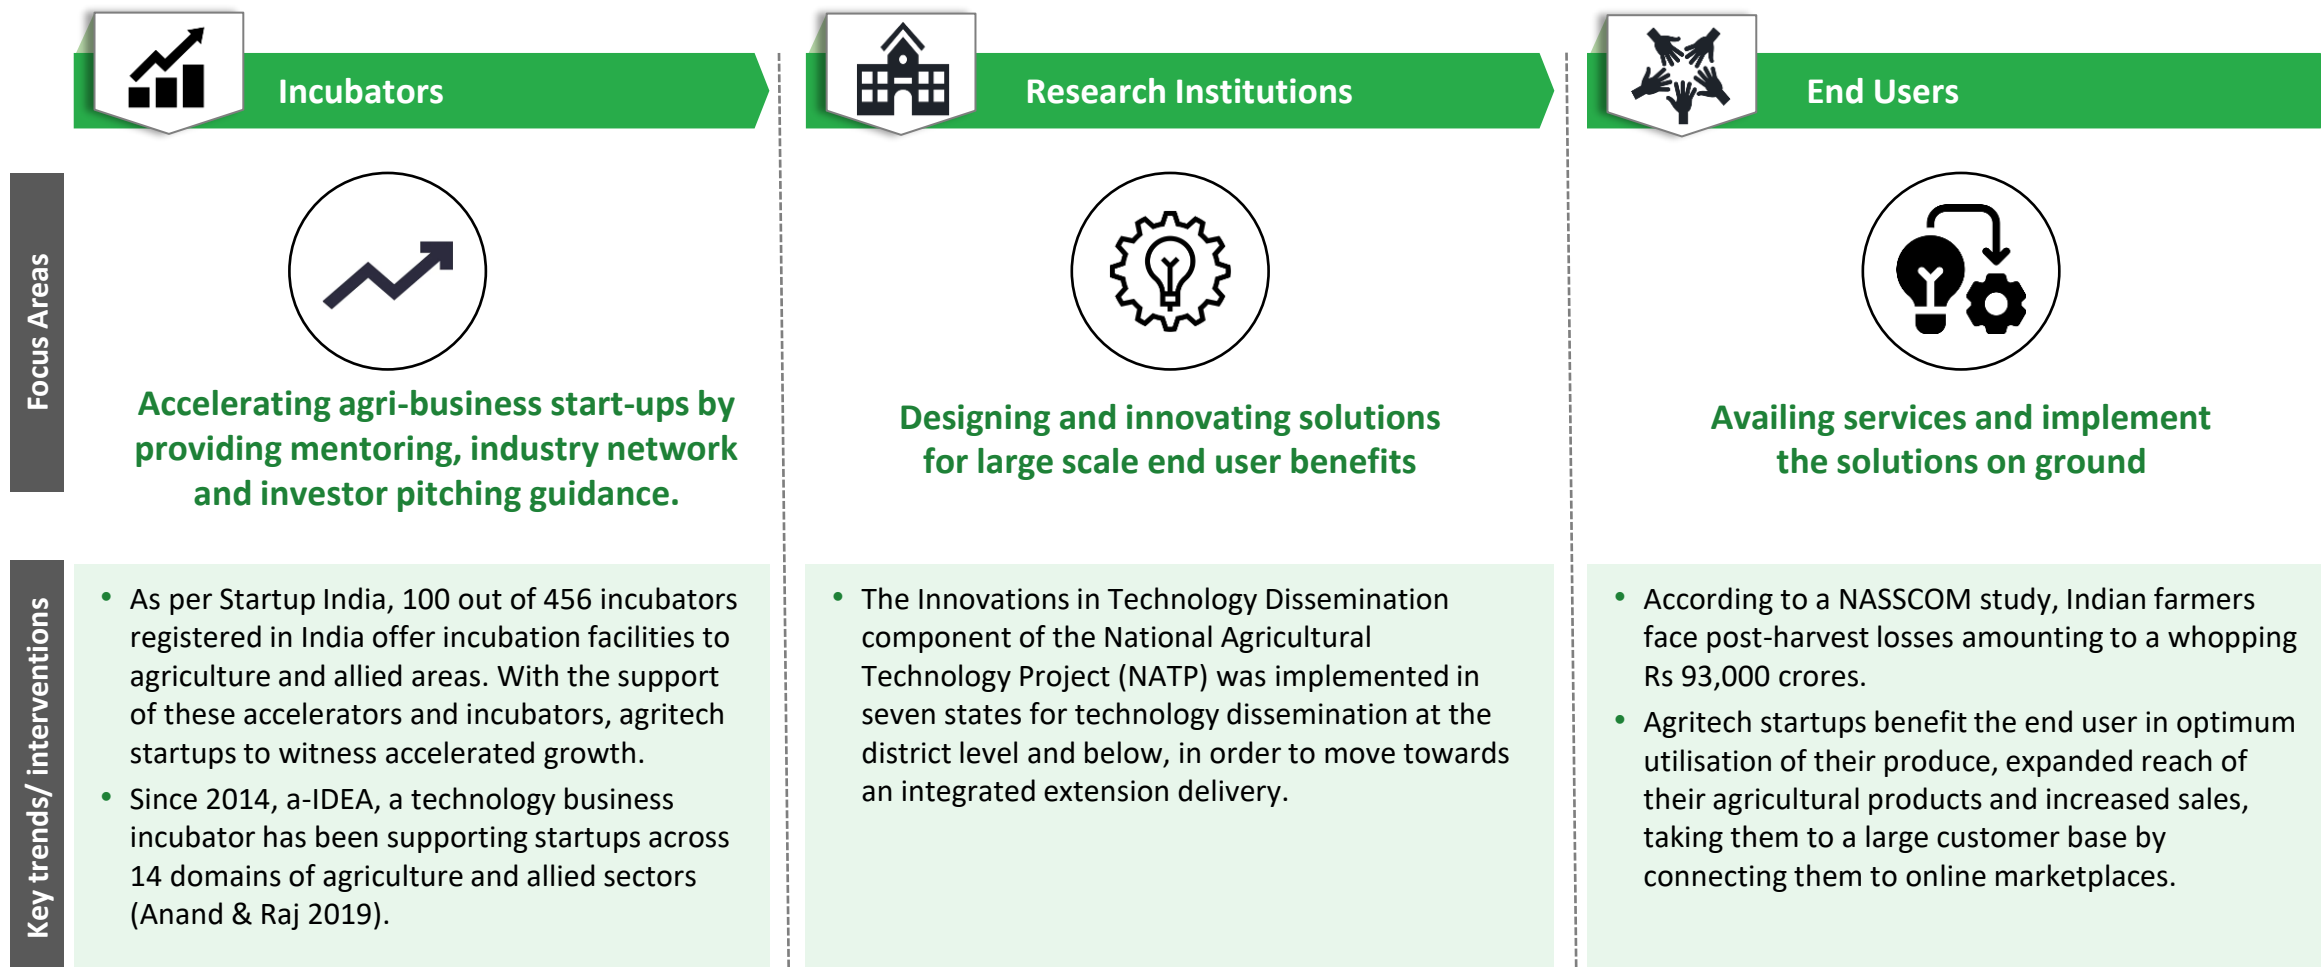 Incubators
Research Institutions
End Users
Focus Areas
Accelerating agri-business start-ups by
providing mentoring, industry network
and investor pitching guidance.
Designing and innovating solutions
for large scale end user benefits
Availing services and implement
the solutions on ground
Key trends/ interventions
• As per Startup India, 100 out of 456 incubators
registered in India offer incubation facilities to
agriculture and allied areas. With the support
of these accelerators and incubators, agritech
startups to witness accelerated growth.
• Since 2014, a-IDEA, a technology business
incubator has been supporting startups across
14 domains of agriculture and allied sectors
(Anand & Raj 2019).
• The Innovations in Technology Dissemination
component of the National Agricultural
Technology Project (NATP) was implemented in
seven states for technology dissemination at the
district level and below, in order to move towards
an integrated extension delivery.
• According to a NASSCOM study, Indian farmers
face post-harvest losses amounting to a whopping
Rs 93,000 crores.
• Agritech startups benefit the end user in optimum
utilisation of their produce, expanded reach of
their agricultural products and increased sales,
taking them to a large customer base by
connecting them to online marketplaces.